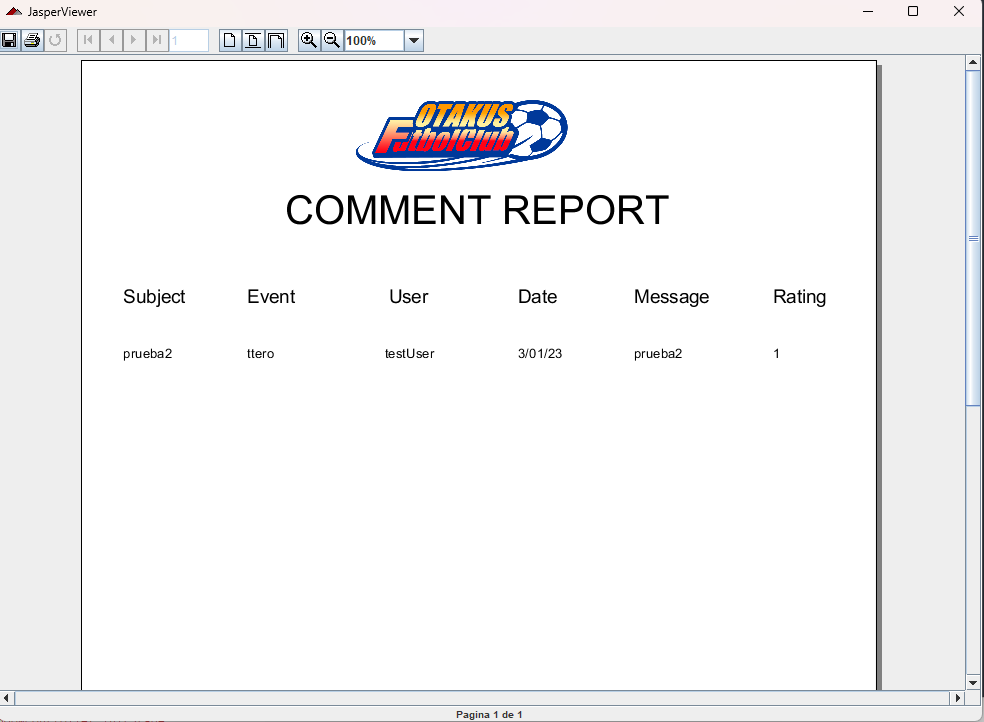 JasperViewer
1
100%
OTAKUS
FutbolClub
COMMENT REPORT
Subject Event User Date Message Rating
prueba2 ttero testUser 3/01/23 prueba2 1
Pagina 1 de 1